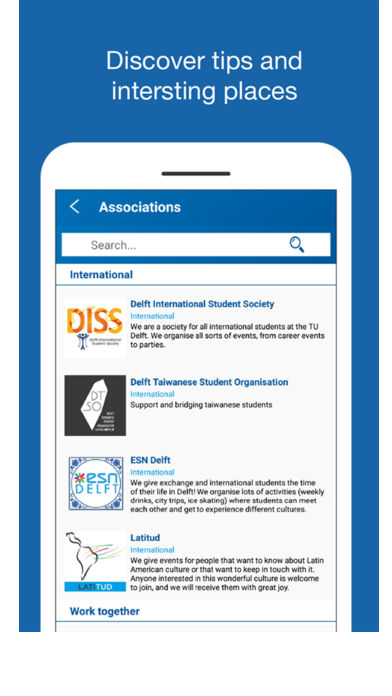 Discover tips and
intersting places
Associations
Search...
International
DISS
Delft International
Student Society
Delft International Student Society
International
We are a society for all international students at the TU
Delft. We organise all sorts of events, from career events
to parties.
DT
SO
Delft Taiwanese Student Organisation
International
Support and bridging taiwanese students
esn
DELFT
ESN Delft
International
We give exchange and international students the time
of their life in Delft! We organise lots of activities (weekly
drinks, city trips, ice skating) where students can meet
each other and get to experience different cultures.
LATITUD
Latitud
International
We give events for people that want to know about Latin
American culture or that want to keep in touch with it.
Anyone interested in this wonderful culture is welcome
to join, and we will receive them with great joy.
Work together